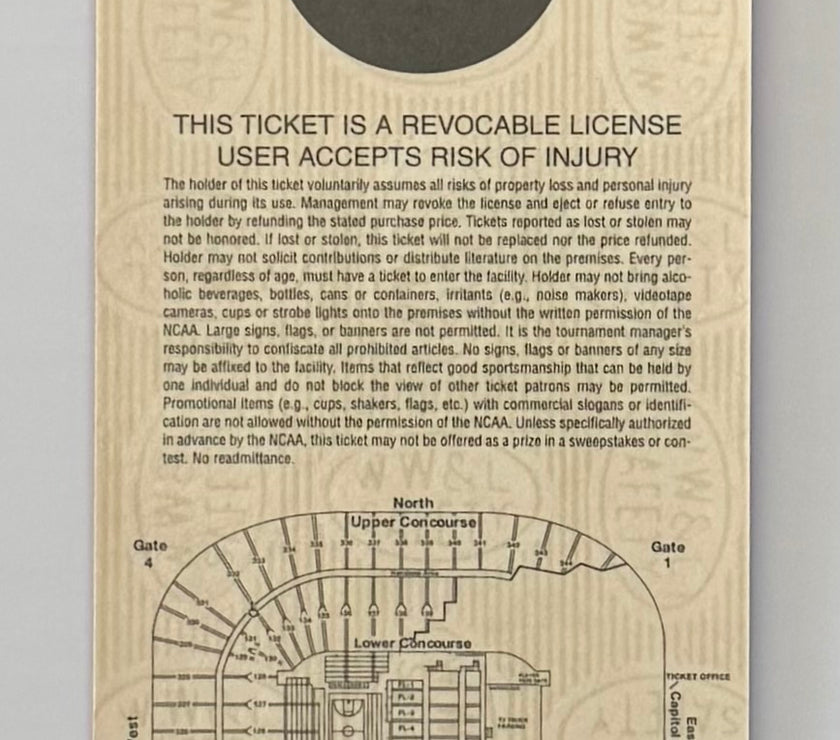 THIS TICKET IS A REVOCABLE LICENSE
USER ACCEPTS RISK OF INJURY
The holder of this ticket voluntarily assumes all risks of property loss and personal injury
arising during its use. Management may revoke the license and eject or refuse entry to
the holder by refunding the stated purchase price. Tickets reported as lost or stolen may
not be honored. If lost or stolen, this ticket will not be replaced nor the price refunded.
Holder may not solicit contributions or distribute literature on the premises. Every per-
son, regardless of age, must have a ticket to enter the facility. Holder may not bring alco-
holic beverages, bottles, cans or containers, irritants (e.g., noise makers), videotape
cameras, cups or strobe lights onto the premises without the written permission of the
NCAA. Large signs, flags, or banners are not permitted. It is the tournament manager's
responsibility to confiscate all prohibited articles. No signs, flags or banners of any size
may be affixed to the facility. Items that reflect good sportsmanship that can be held by
one individual and do not block the view of other ticket patrons may be permitted.
Promotional items (e.g., cups, shakers, flags, etc.) with commercial slogans or identifi-
cation are not allowed without the permission of the NCAA. Unless specifically authorized
in advance by the NCAA, this ticket may not be offered as a prize in a sweepstakes or con-
test. No readmittance.
North
Upper Concourse
Gate
4
Gate
1
Lower Concourse
TICKET OFFICE
FL-1
FL-2
FL-3
FL-4
127
East
Capitol